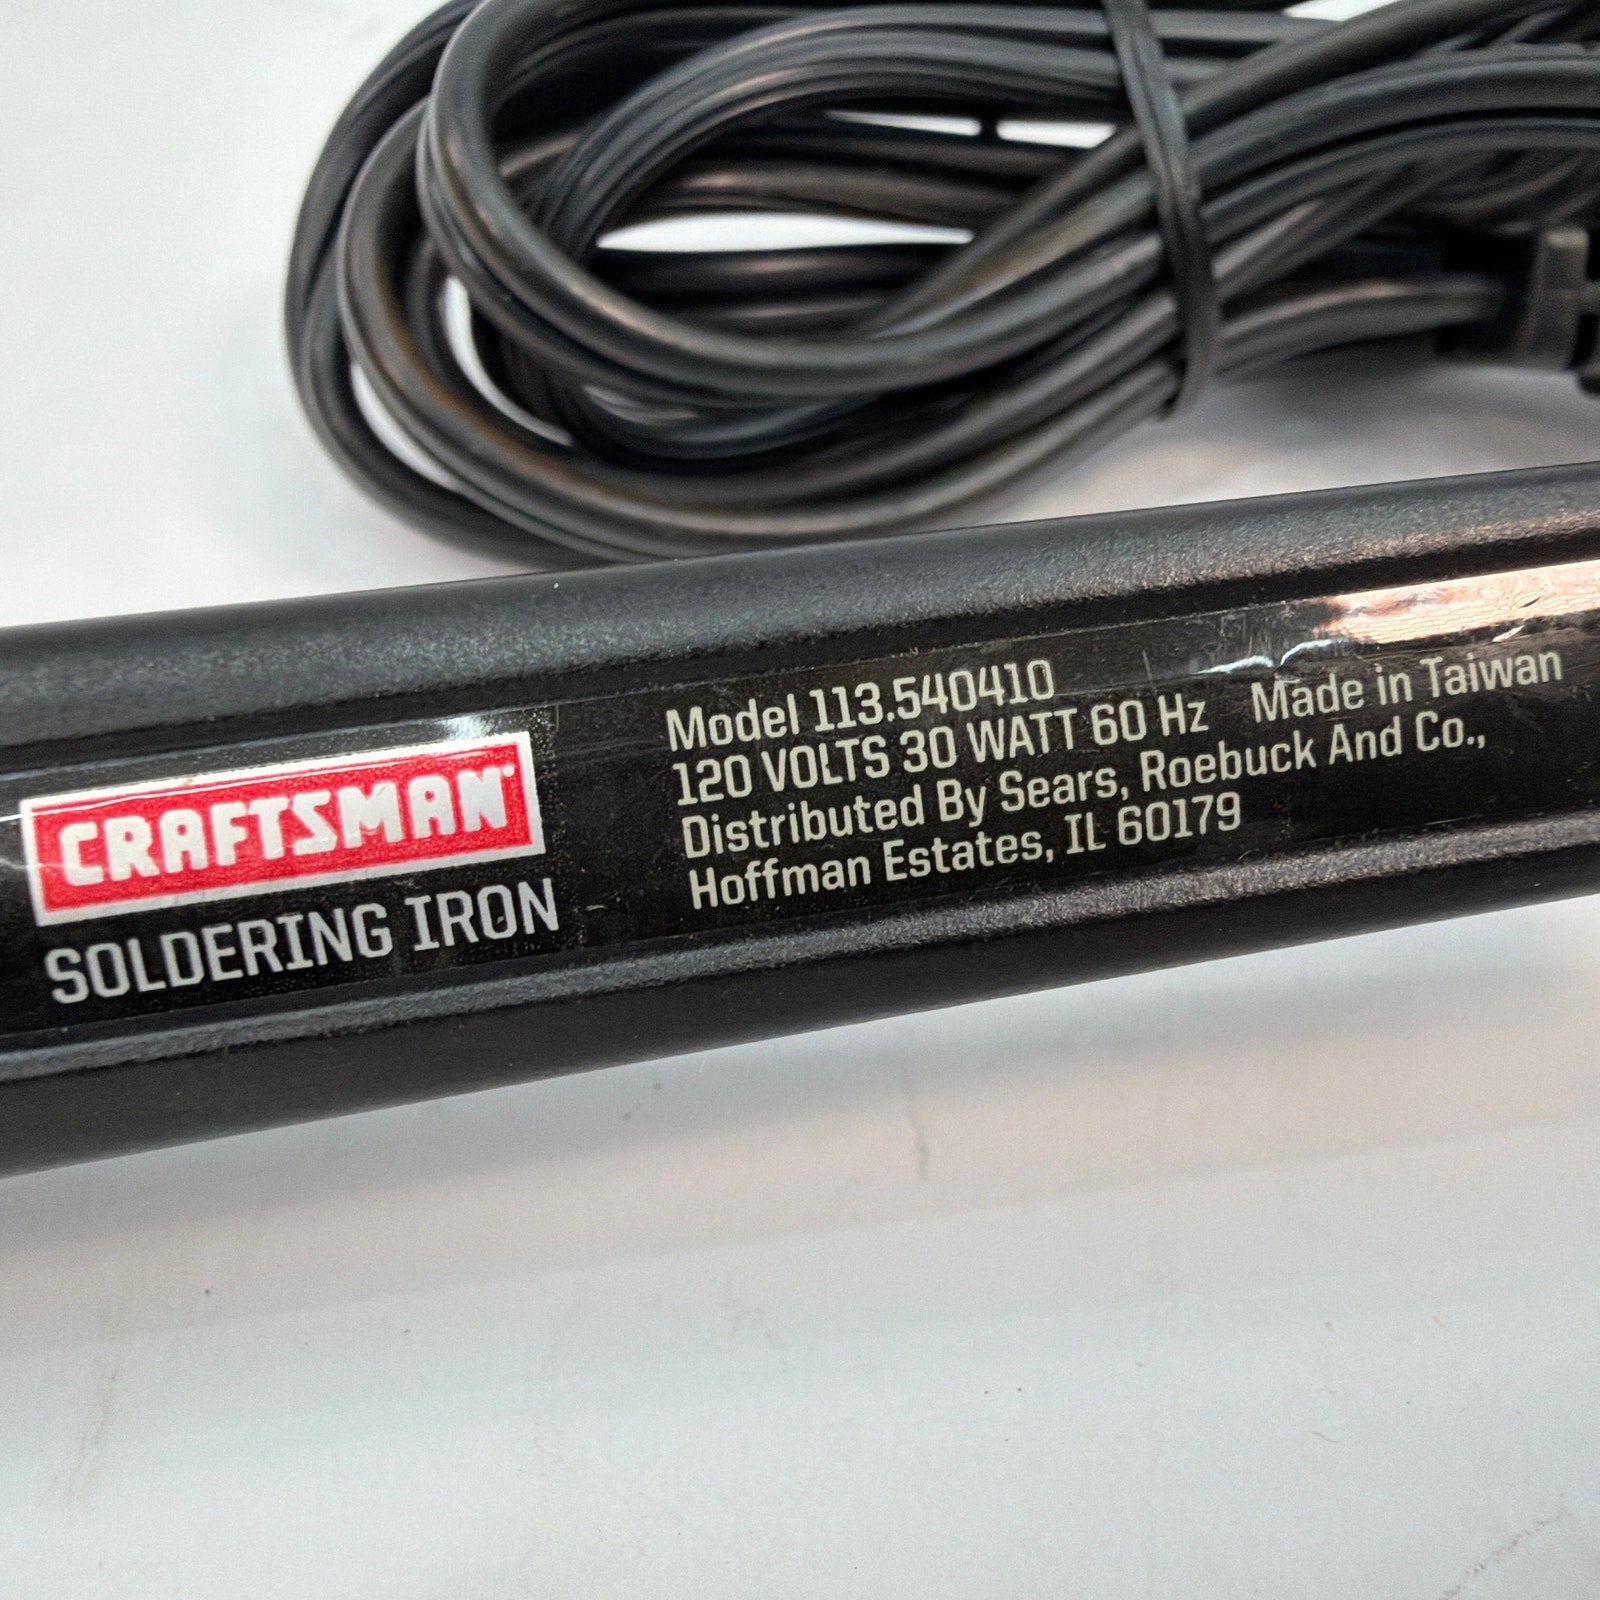 CRAFTSMAN
SOLDERING IRON
Model 113.540410
120 VOLTS 30 WATT 60 Hz Made in Taiwan
Distributed By Sears, Roebuck And Co.,
Hoffman Estates, IL 60179